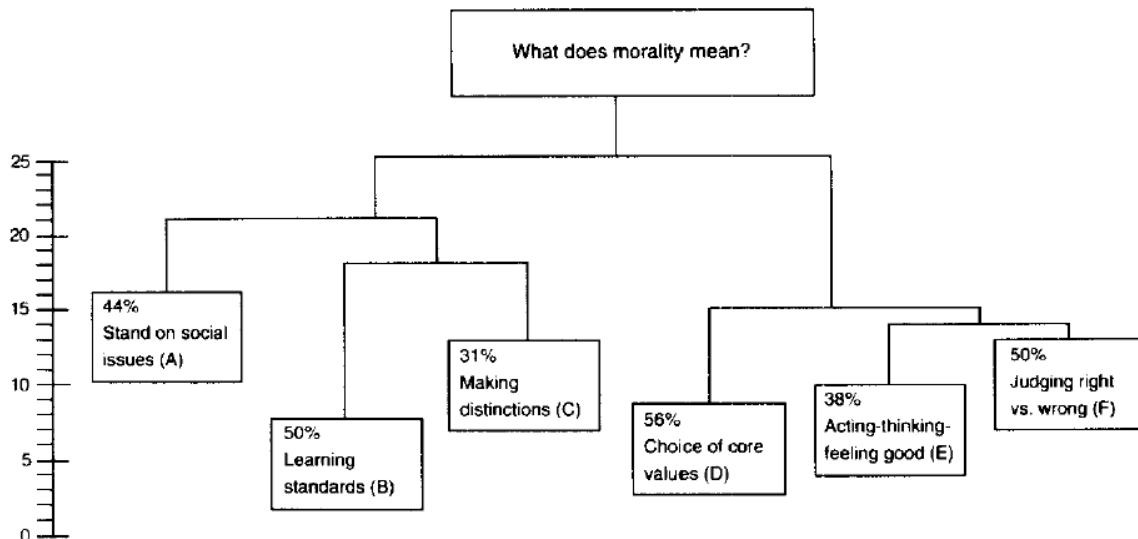 What does morality mean?
25
20
15
10
5
0
44%
Stand on social
issues (A)
50%
Learning
standards (B)
31%
Making
distinctions (C)
56%
Choice of core
values (D)
38%
Acting-thinking-
feeling good (E)
50%
Judging right
vs. wrong (F)